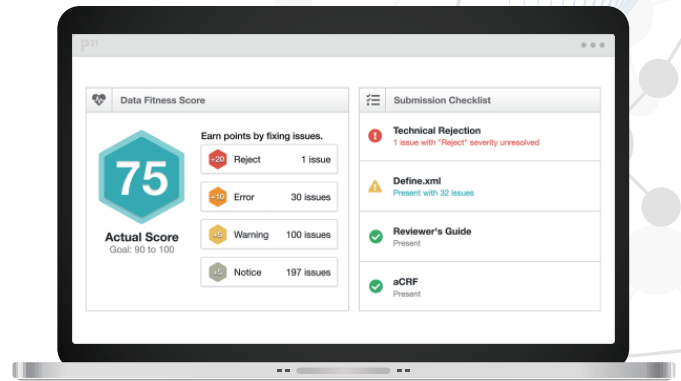 p21
Data Fitness Score
75
Actual Score
Goal: 90 to 100
Earn points by fixing issues.
+20 Reject 1 issue
+10 Error 30 issues
+5 Warning 100 issues
+5 Notice 197 issues
Submission Checklist
Technical Rejection
1 issue with "Reject" severity unresolved
Define.xml
Present with 32 issues
Reviewer's Guide
Present
aCRF
Present